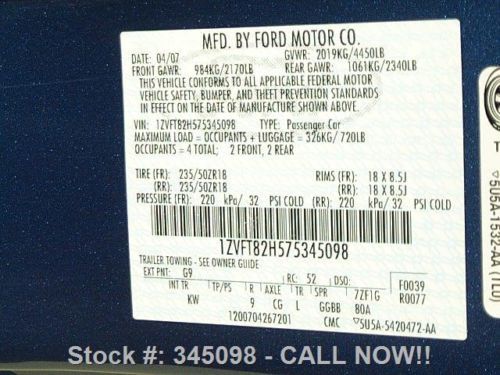 MFD. BY FORD MOTOR CO.
DATE: 04/07 GVWR: 2019KG/4450LB
FRONT GAWR: 984KG/2170LB REAR GAWR: 1061KG/2340LB
THIS VEHICLE CONFORMS TO ALL APPLICABLE FEDERAL MOTOR
VEHICLE SAFETY, BUMPER, AND THEFT PREVENTION STANDARDS
IN EFFECT ON THE DATE OF MANUFACTURE SHOWN ABOVE.
VIN: 1ZVFT82H575345098 TYPE: Passenger Car
MAXIMUM LOAD = OCCUPANTS + LUGGAGE = 326KG/720LB
OCCUPANTS = 4 TOTAL; 2 FRONT, 2 REAR
TIRE (FR): 235/50ZR18 RIMS (FR): 18 X 8.5J
(RR): 235/50ZR18 (RR): 18 X 8.5J
PRESSURE (FR): 220 kPa/ 32 PSI COLD (RR): 220 kPa/ 32 PSI COLD
1ZVFT82H575345098
TRAILER TOWING - SEE OWNER GUIDE
EXT PNT: G9 RC: 52 DSO: F0039
INT TR TP/PS R AXLE TR SPR 7ZF1G R0077
KW 9 CG L GGBB 80A
1200704267201 CMC ▽5U5A-5420472-AA
▽5U5A-1532-AA (TLU)
Stock #: 345098 - CALL NOW!!